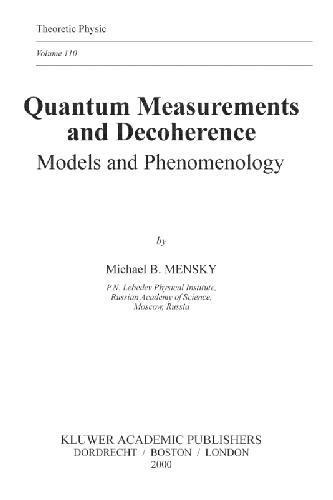 Theoretic Physic
Volume 110
Quantum Measurements
and Decoherence
Models and Phenomenology
by
Michael B. MENSKY
P.N. Lebedev Physical Institute,
Russian Academy of Science,
Moscow, Russia
KLUWER ACADEMIC PUBLISHERS
DORDRECHT / BOSTON / LONDON
2000